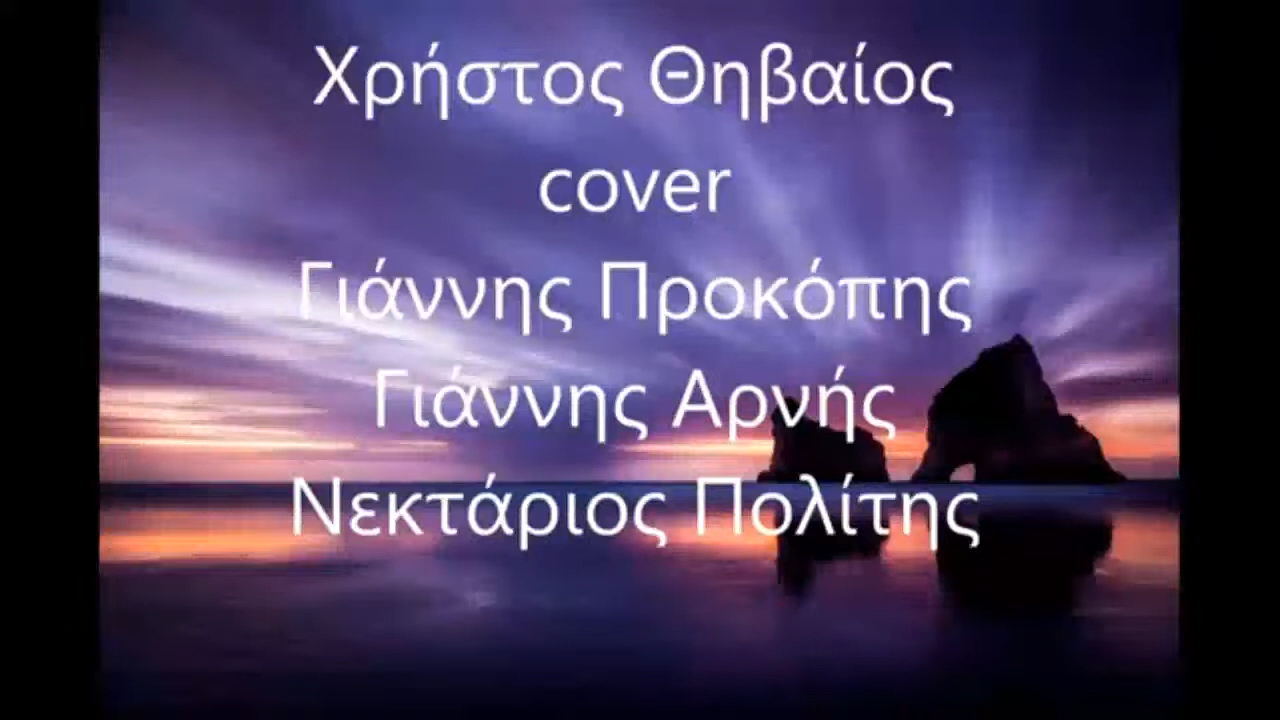 Χρήστος Θηβαίος
cover
Γιάννης Προκόπης
Γιάννης Αρνής
Νεκτάριος Πολίτης